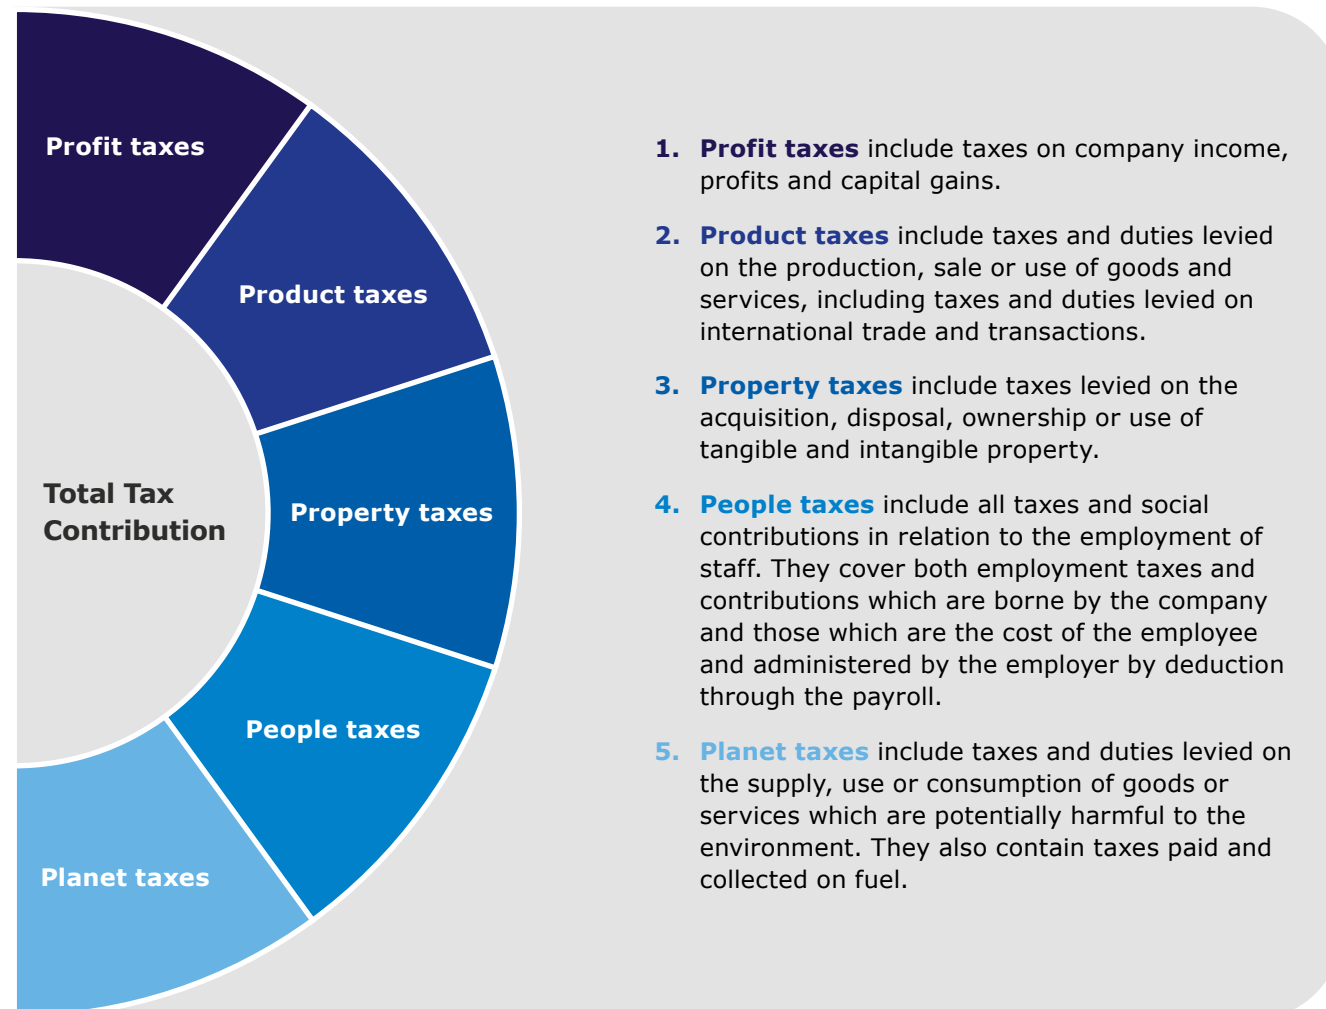 Profit taxes
Product taxes
Total Tax
Contribution
Property taxes
People taxes
Planet taxes
1. Profit taxes include taxes on company income,
profits and capital gains.
2. Product taxes include taxes and duties levied
on the production, sale or use of goods and
services, including taxes and duties levied on
international trade and transactions.
3. Property taxes include taxes levied on the
acquisition, disposal, ownership or use of
tangible and intangible property.
4. People taxes include all taxes and social
contributions in relation to the employment of
staff. They cover both employment taxes and
contributions which are borne by the company
and those which are the cost of the employee
and administered by the employer by deduction
through the payroll.
5. Planet taxes include taxes and duties levied on
the supply, use or consumption of goods or
services which are potentially harmful to the
environment. They also contain taxes paid and
collected on fuel.